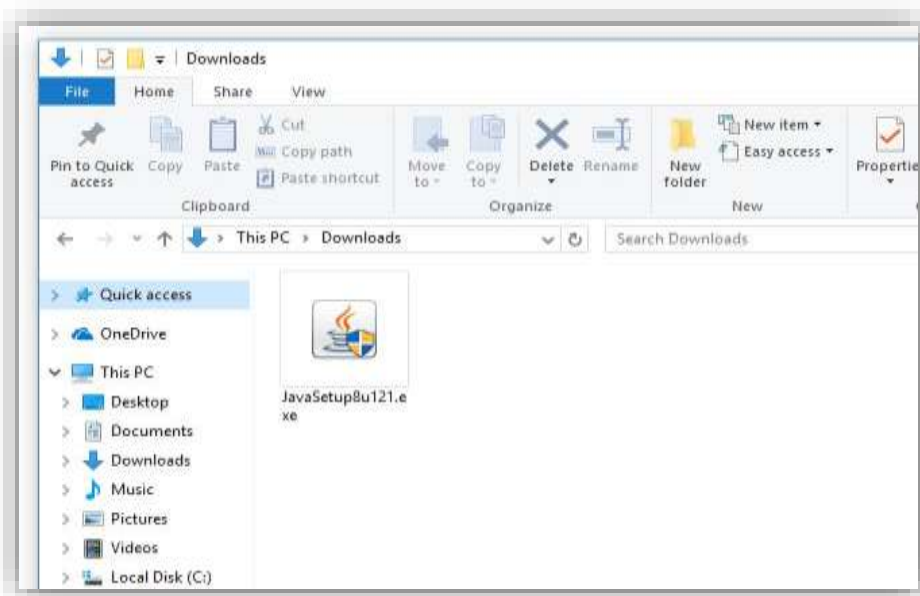 Downloads
File Home Share View
Pin to Quick access
Copy
Paste
Cut
Copy path
Paste shortcut
Move to
Copy to
Delete
Rename
New folder
New item
Easy access
Clipboard Organize New
This PC > Downloads
Search Downloads
Quick access
OneDrive
This PC
Desktop
Documents
Downloads
Music
Pictures
Videos
Local Disk (C:)
JavaSetup8u121.e
xe